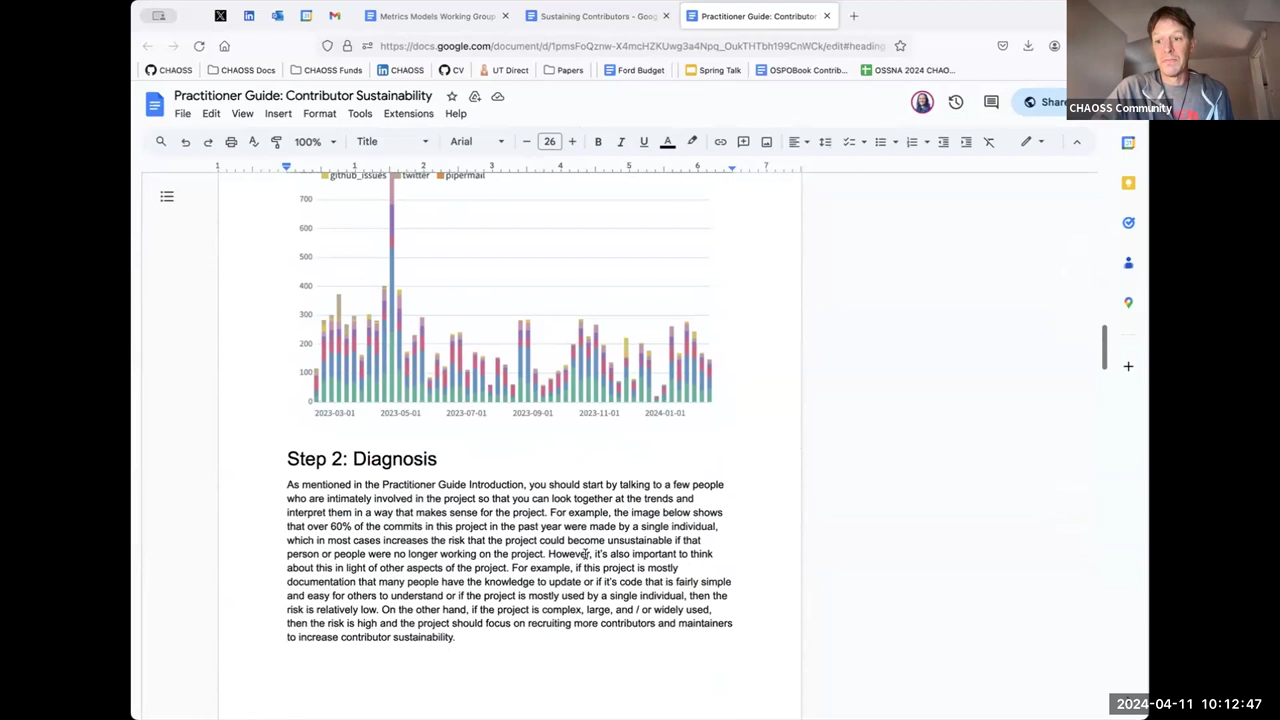 Metrics Models Working Group
Sustaining Contributors - Goog
Practitioner Guide: Contributor
https://docs.google.com/document/d/1pmsFoQznw-X4mcHZKUwg3a4Npq_OukTHTbh199CnWCk/edit#heading
CHAOSS
CHAOSS Docs
CHAOSS Funds
CHAOSS
CV
UT Direct
Papers
Ford Budget
Spring Talk
OSPOBook Contrib...
OSSNA 2024 CHAO...
Practitioner Guide: Contributor Sustainability
File Edit View Insert Format Tools Extensions Help
Share
CHAOSS Community
100% Title Arial 26
1 1 2 3 4 5 6 7
github_issues twitter pipermail
700
600
500
400
300
200
100
0
2023-03-01 2023-05-01 2023-07-01 2023-09-01 2023-11-01 2024-01-01
Step 2: Diagnosis
As mentioned in the Practitioner Guide Introduction, you should start by talking to a few people
who are intimately involved in the project so that you can look together at the trends and
interpret them in a way that makes sense for the project. For example, the image below shows
that over 60% of the commits in this project in the past year were made by a single individual,
which in most cases increases the risk that the project could become unsustainable if that
person or people were no longer working on the project. However, it's also important to think
about this in light of other aspects of the project. For example, if this project is mostly
documentation that many people have the knowledge to update or if it's code that is fairly simple
and easy for others to understand or if the project is mostly used by a single individual, then the
risk is relatively low. On the other hand, if the project is complex, large, and / or widely used,
then the risk is high and the project should focus on recruiting more contributors and maintainers
to increase contributor sustainability.
2024-04-11 10:12:47